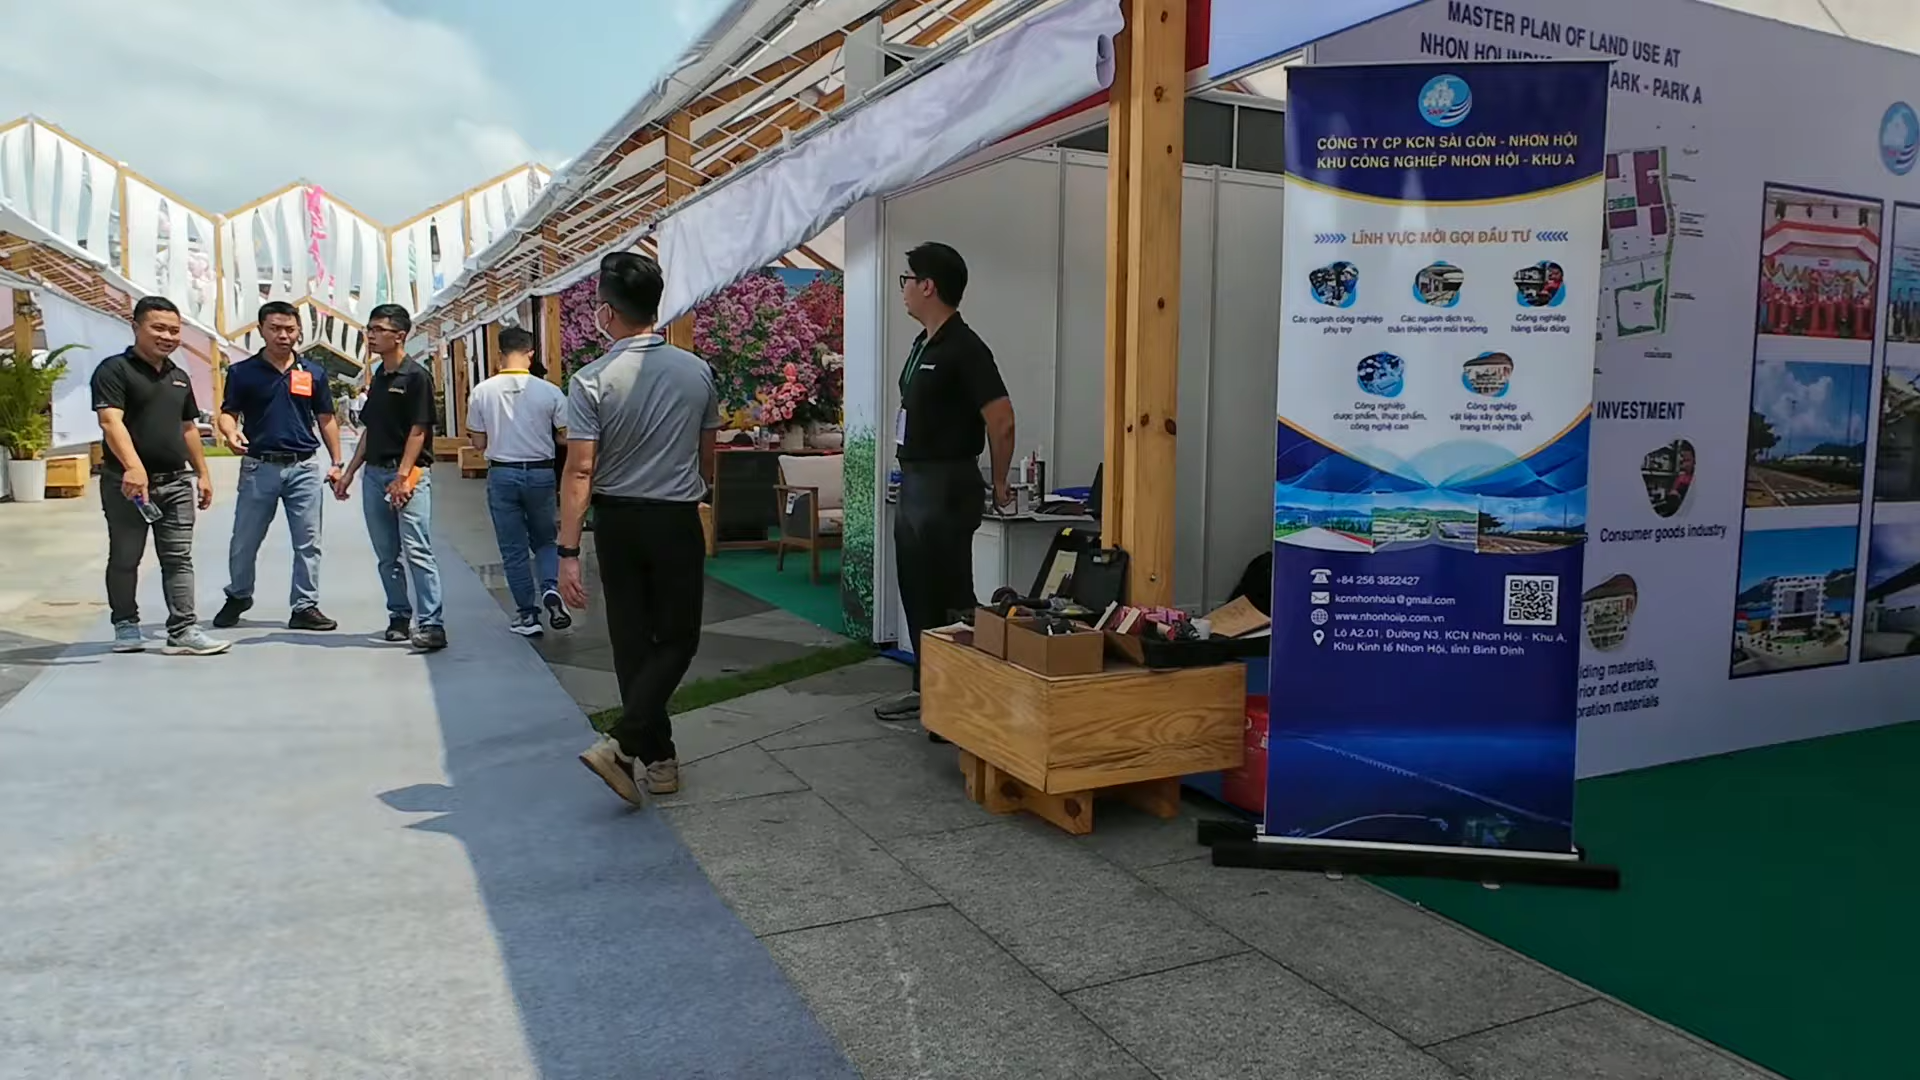 MASTER PLAN OF LAND USE AT
NHON HOI
ARK - PARK A
CÔNG TY CP KCN SÀI GÒN - NHƠN HỘI
KHU CÔNG NGHIỆP NHƠN HỘI - KHU A
LĨNH VỰC MỜI GỌI ĐẦU TƯ
Các ngành công nghiệp
phụ trợ
Các ngành dịch vụ,
thân thiện với môi trường
Công nghiệp
hàng tiêu dùng
Công nghiệp
dược phẩm, thực phẩm,
công nghệ cao
Công nghiệp
vật liệu xây dựng, gỗ,
trang trí nội thất
+84 256 3822427
kcnnhonhoia@gmail.com
www.nhonhoiip.com.vn
Lô A2.01, Đường N3, KCN Nhơn Hội - Khu A,
Khu Kinh tế Nhơn Hội, tỉnh Bình Định
INVESTMENT
Consumer goods industry
lding materials,
rior and exterior
oration materials